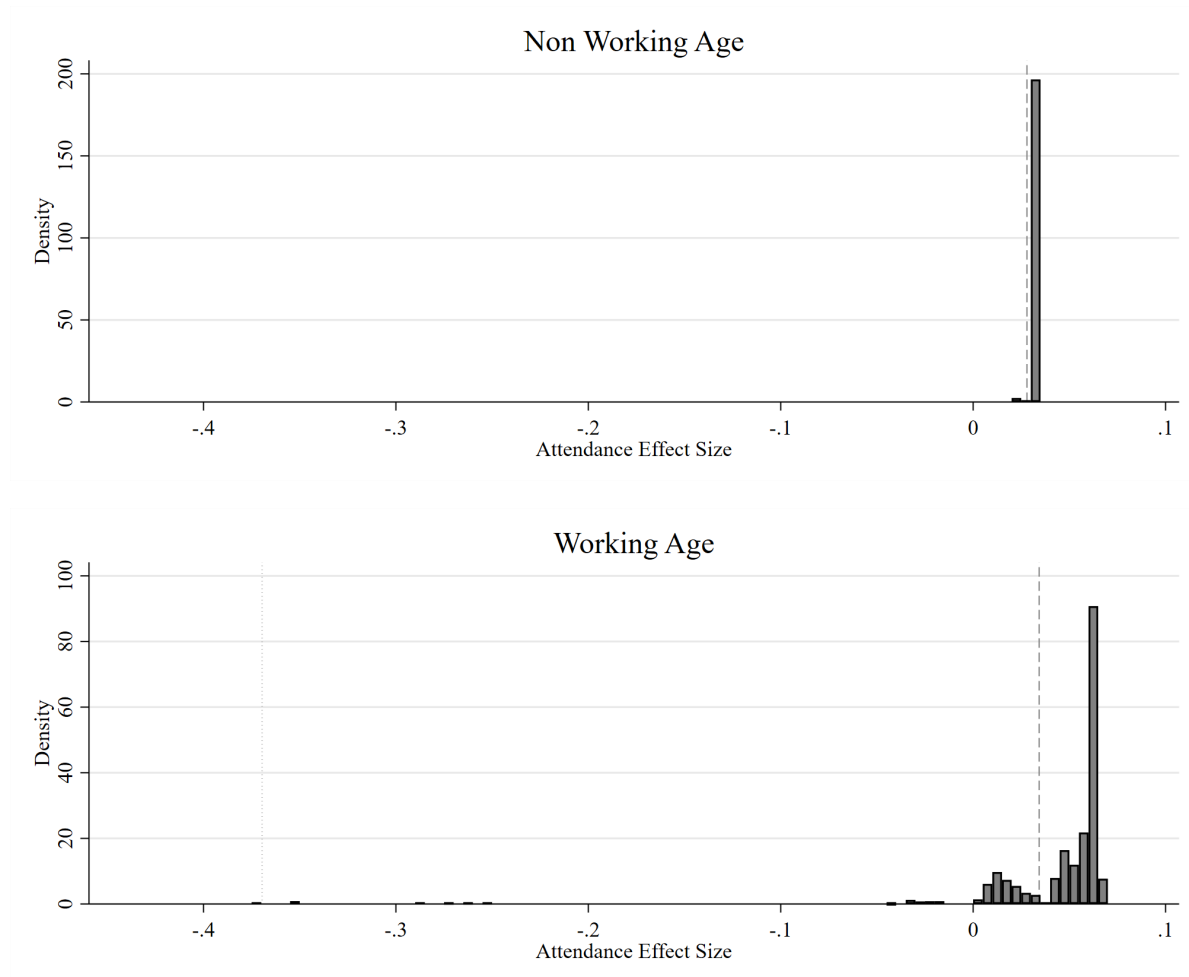 Non Working Age
200
150
100
50
0
Density
-.4 -.3 -.2 -.1 0 .1
Attendance Effect Size
Working Age
100
80
60
40
20
0
Density
-.4 -.3 -.2 -.1 0 .1
Attendance Effect Size